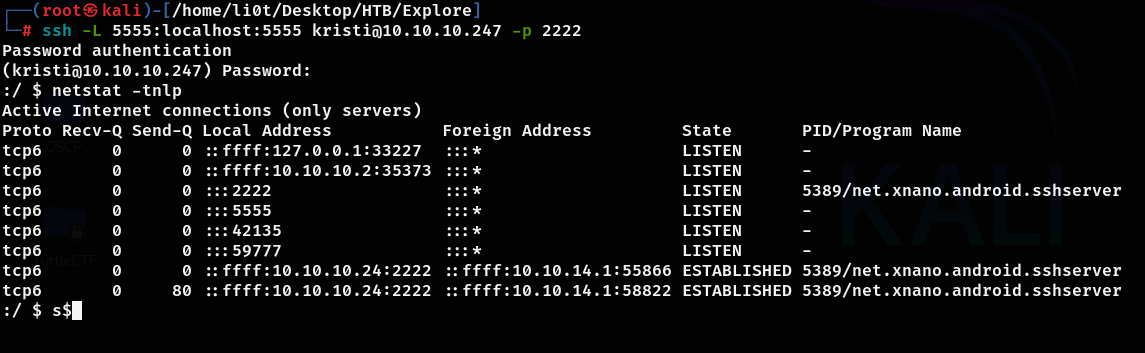 ┌──(root㉿kali)-[/home/li0t/Desktop/HTB/Explore]
└─# ssh -L 5555:localhost:5555 kristi@10.10.10.247 -p 2222
Password authentication
(kristi@10.10.10.247) Password:
:/ $ netstat -tnlp
Active Internet connections (only servers)
Proto Recv-Q Send-Q Local Address           Foreign Address         State       PID/Program Name
tcp6       0      0 ::ffff:127.0.0.1:33227  :::*                    LISTEN      -
tcp6       0      0 ::ffff:10.10.10.2:35373 :::*                    LISTEN      -
tcp6       0      0 :::2222                 :::*                    LISTEN      5389/net.xnano.android.sshserver
tcp6       0      0 :::5555                 :::*                    LISTEN      -
tcp6       0      0 :::42135                :::*                    LISTEN      -
tcp6       0      0 :::59777                :::*                    LISTEN      -
tcp6       0      0 ::ffff:10.10.10.24:2222 ::ffff:10.10.14.1:55866 ESTABLISHED 5389/net.xnano.android.sshserver
tcp6       0     80 ::ffff:10.10.10.24:2222 ::ffff:10.10.14.1:58822 ESTABLISHED 5389/net.xnano.android.sshserver
:/ $ s$
OSCP
KALI